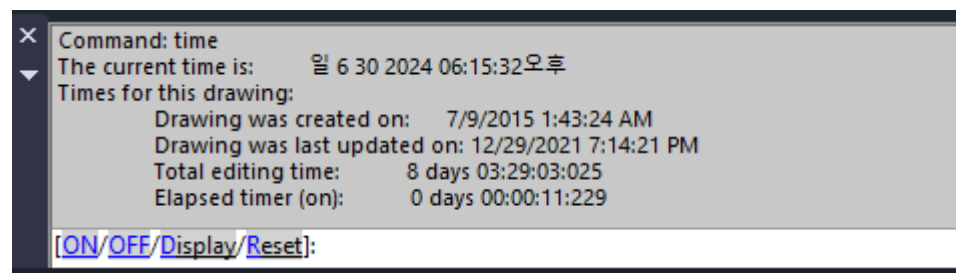 Command: time
The current time is: 일 6 30 2024 06:15:32오후
Times for this drawing:
Drawing was created on: 7/9/2015 1:43:24 AM
Drawing was last updated on: 12/29/2021 7:14:21 PM
Total editing time: 8 days 03:29:03:025
Elapsed timer (on): 0 days 00:00:11:229
[ON/OFF/Display/Reset]: